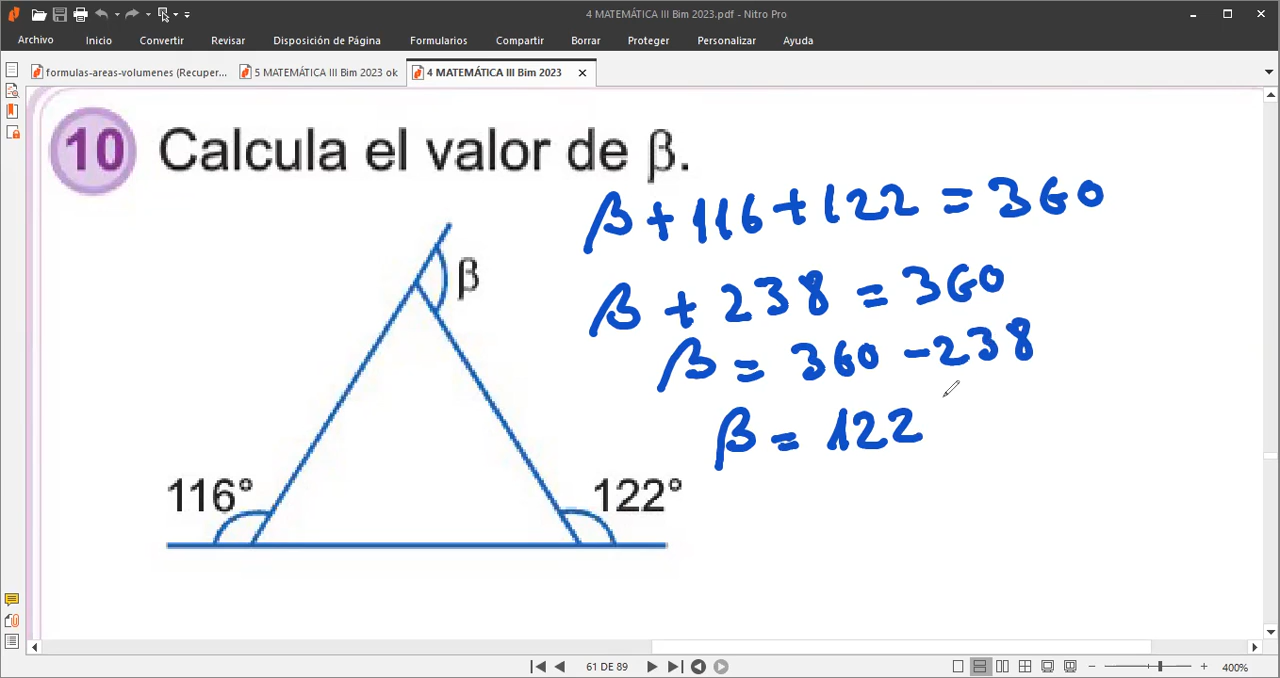 4 MATEMÁTICA III Bim 2023.pdf - Nitro Pro
Archivo Inicio Convertir Revisar Disposición de Página Formularios Compartir Borrar Proteger Personalizar Ayuda
formulas-areas-volumenes (Recuper... 5 MATEMÁTICA III Bim 2023 ok 4 MATEMÁTICA III Bim 2023
10 Calcula el valor de β.
β + 116 + 122 = 360
β
β + 238 = 360
β = 360 - 238
β = 122
116° 122°
61 DE 89 400%